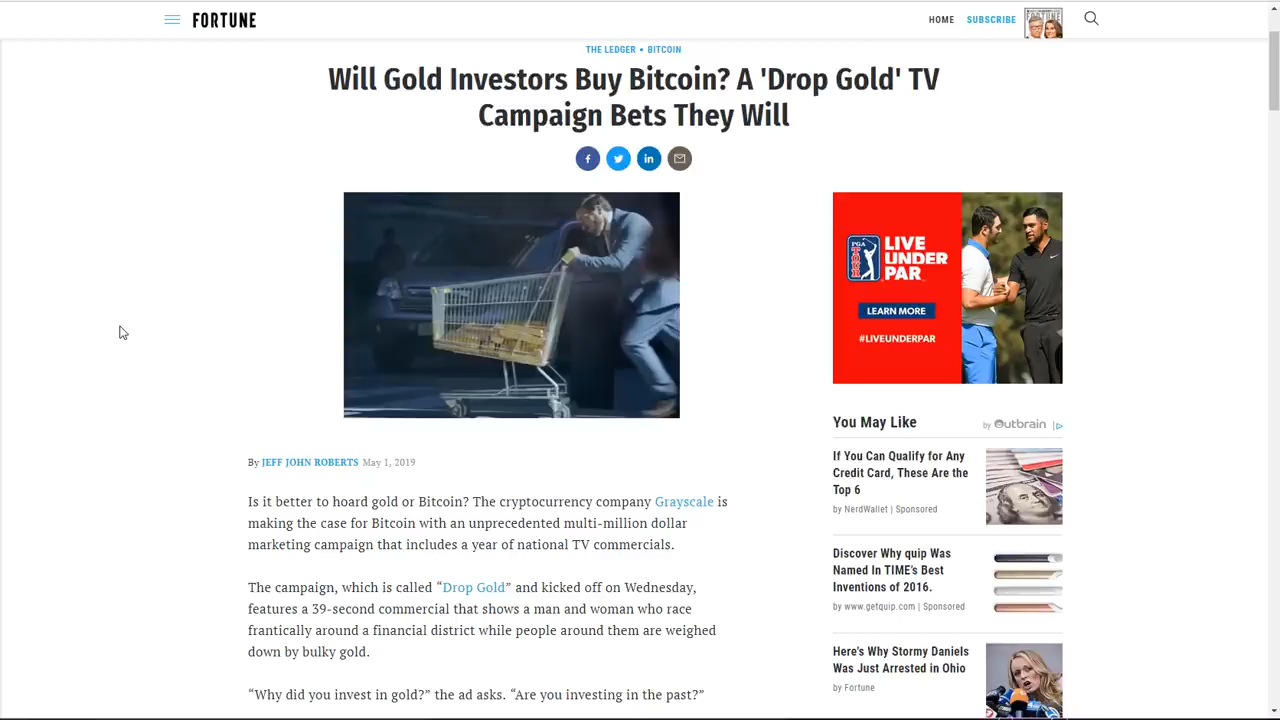 FORTUNE
HOME
SUBSCRIBE
THE LEDGER • BITCOIN
Will Gold Investors Buy Bitcoin? A 'Drop Gold' TV
Campaign Bets They Will
PGA TOUR
LIVE
UNDER
PAR
LEARN MORE
#LIVEUNDERPAR
By JEFF JOHN ROBERTS May 1, 2019
Is it better to hoard gold or Bitcoin? The cryptocurrency company Grayscale is
making the case for Bitcoin with an unprecedented multi-million dollar
marketing campaign that includes a year of national TV commercials.
The campaign, which is called “Drop Gold” and kicked off on Wednesday,
features a 39-second commercial that shows a man and woman who race
frantically around a financial district while people around them are weighed
down by bulky gold.
“Why did you invest in gold?” the ad asks. “Are you investing in the past?”
You May Like
by Outbrain
If You Can Qualify for Any
Credit Card, These Are the
Top 6
by NerdWallet | Sponsored
Discover Why quip Was
Named In TIME's Best
Inventions of 2016.
by www.getquip.com | Sponsored
Here's Why Stormy Daniels
Was Just Arrested in Ohio
by Fortune